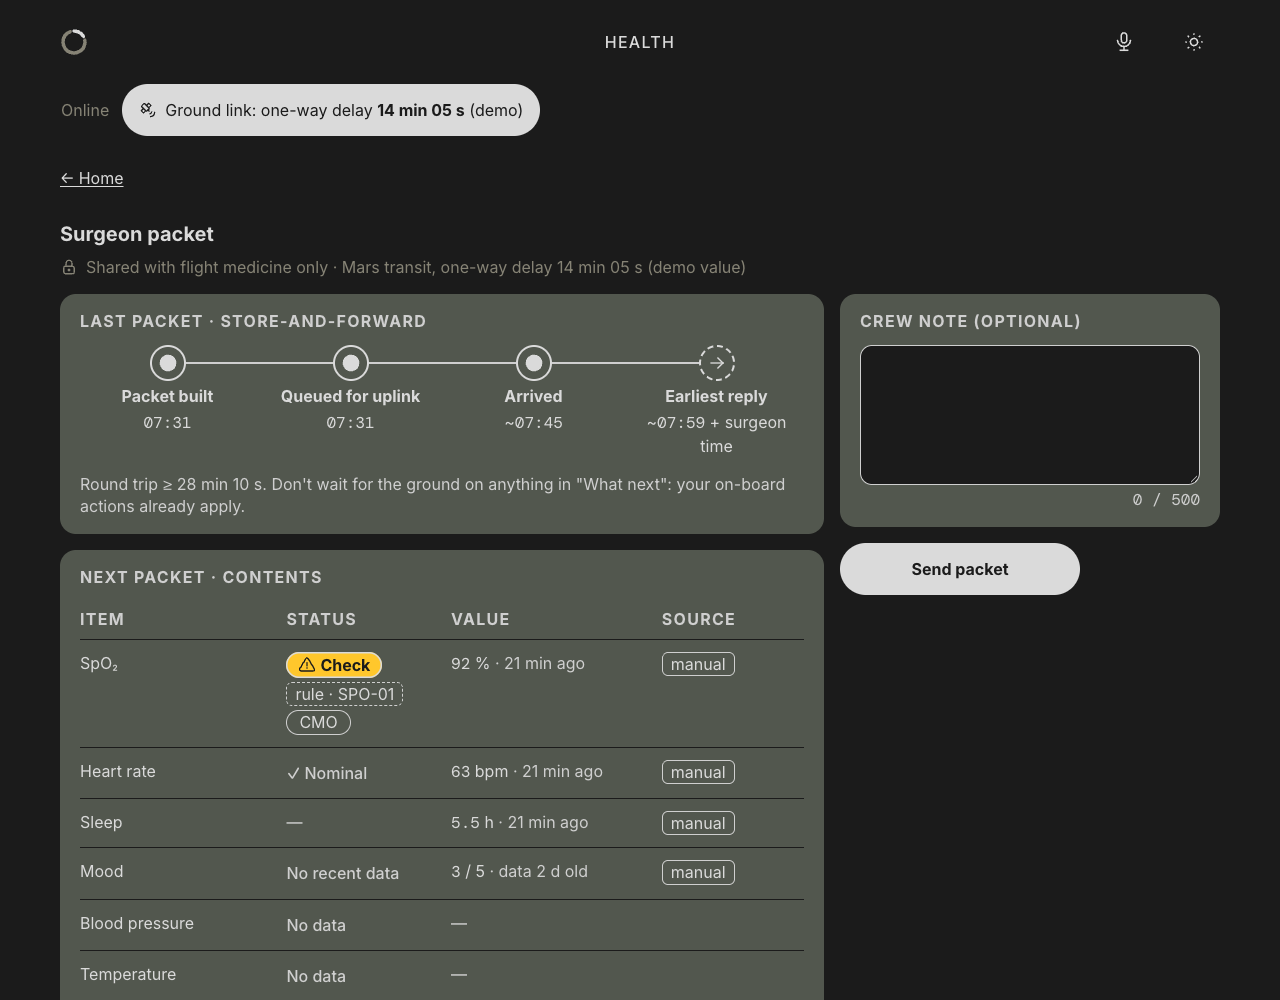 HEALTH
Online
Ground link: one-way delay 14 min 05 s (demo)
← Home
Surgeon packet
Shared with flight medicine only · Mars transit, one-way delay 14 min 05 s (demo value)
LAST PACKET · STORE-AND-FORWARD
Packet built
07:31
Queued for uplink
07:31
Arrived
~07:45
Earliest reply
~07:59 + surgeon
time
Round trip ≥ 28 min 10 s. Don't wait for the ground on anything in "What next": your on-board
actions already apply.
CREW NOTE (OPTIONAL)
0 / 500
Send packet
NEXT PACKET · CONTENTS
ITEM STATUS VALUE SOURCE
SpO₂ Check 92 % · 21 min ago manual
rule · SPO-01
CMO
Heart rate ✓ Nominal 63 bpm · 21 min ago manual
Sleep — 5.5 h · 21 min ago manual
Mood No recent data 3 / 5 · data 2 d old manual
Blood pressure No data —
Temperature No data —